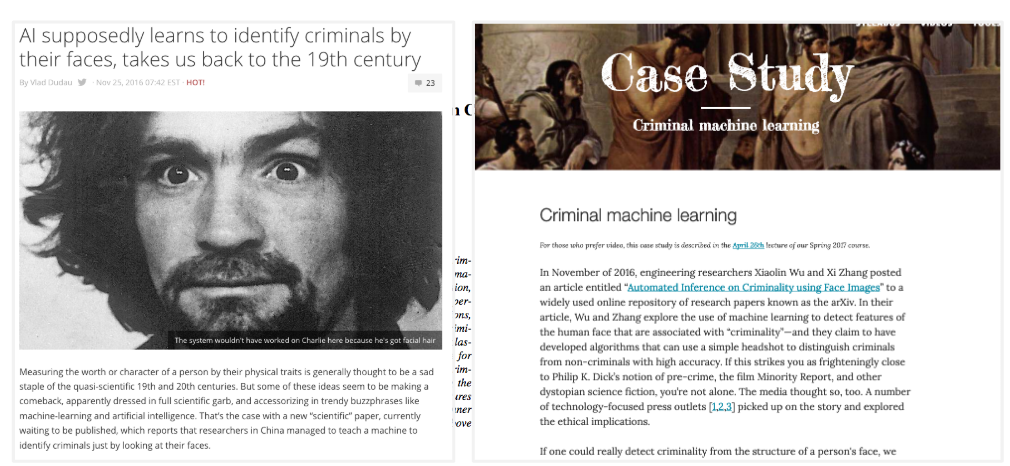 AI supposedly learns to identify criminals by
their faces, takes us back to the 19th century
By Vlad Dudau · Nov 25, 2016 07:42 EST · HOT!
23
The system wouldn't have worked on Charlie here because he's got facial hair
Measuring the worth or character of a person by their physical traits is generally thought to be a sad
staple of the quasi-scientific 19th and 20th centuries. But some of these ideas seem to be making a
comeback, apparently dressed in full scientific garb, and accessorizing in trendy buzzphrases like
machine-learning and artificial intelligence. That's the case with a new "scientific" paper, currently
waiting to be published, which reports that researchers in China managed to teach a machine to
identify criminals just by looking at their faces.
n C
rim-
ma-
ion,
per-
ons,
imi-
las-
for
rim-
the
ures
ner
ove
Case Study
Criminal machine learning
Criminal machine learning
For those who prefer video, this case study is described in the April 26th lecture of our Spring 2017 course.
In November of 2016, engineering researchers Xiaolin Wu and Xi Zhang posted
an article entitled "Automated Inference on Criminality using Face Images" to a
widely used online repository of research papers known as the arXiv. In their
article, Wu and Zhang explore the use of machine learning to detect features of
the human face that are associated with "criminality"—and they claim to have
developed algorithms that can use a simple headshot to distinguish criminals
from non-criminals with high accuracy. If this strikes you as frighteningly close
to Philip K. Dick's notion of pre-crime, the film Minority Report, and other
dystopian science fiction, you're not alone. The media thought so, too. A number
of technology-focused press outlets [1,2,3] picked up on the story and explored
the ethical implications.
If one could really detect criminality from the structure of a person's face, we